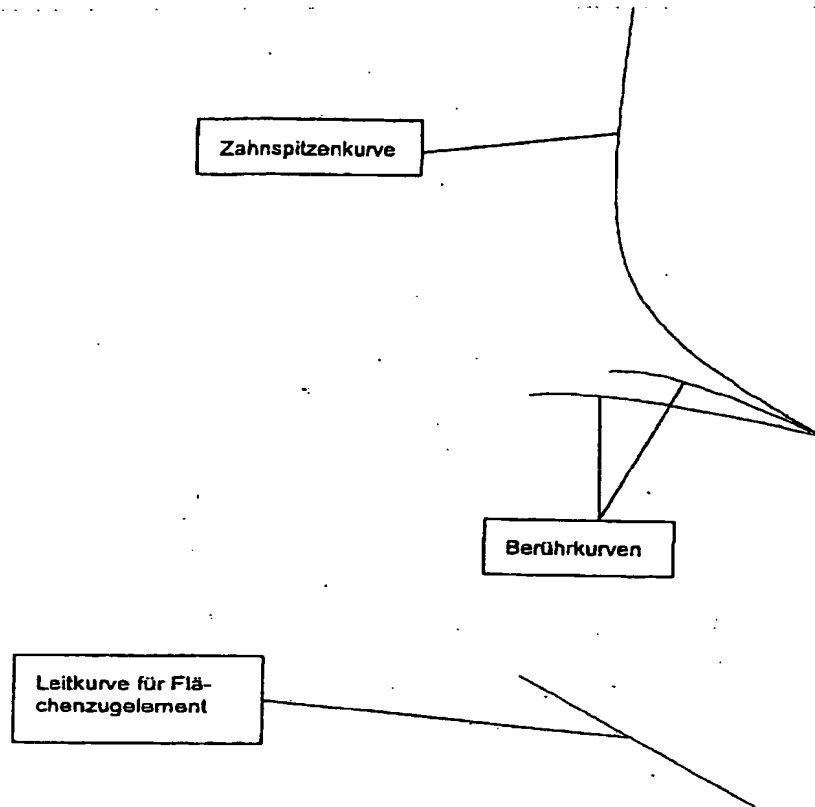 Zahnspitzenkurve
Berührkurven
Leitkurve für Flä-
chenzugelement